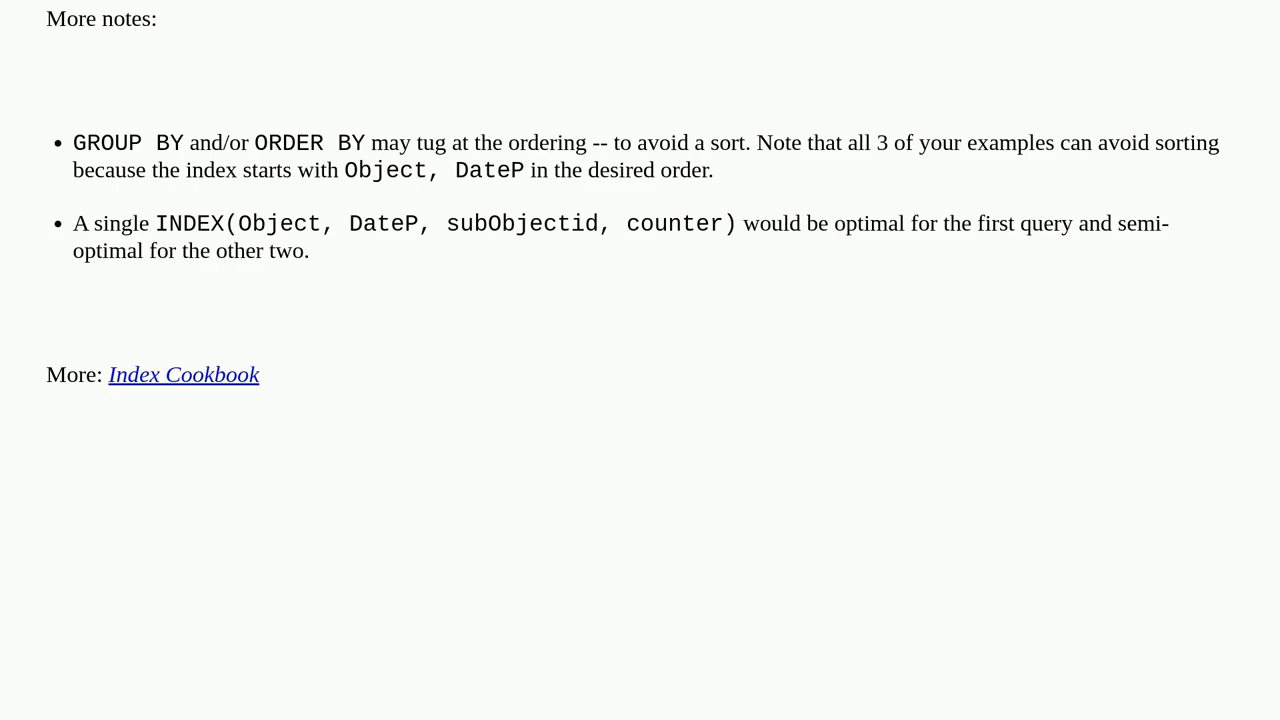 More notes:
• GROUP BY and/or ORDER BY may tug at the ordering -- to avoid a sort. Note that all 3 of your examples can avoid sorting
because the index starts with Object, DateP in the desired order.
• A single INDEX(Object, DateP, subObjectid, counter) would be optimal for the first query and semi-
optimal for the other two.
More: Index Cookbook